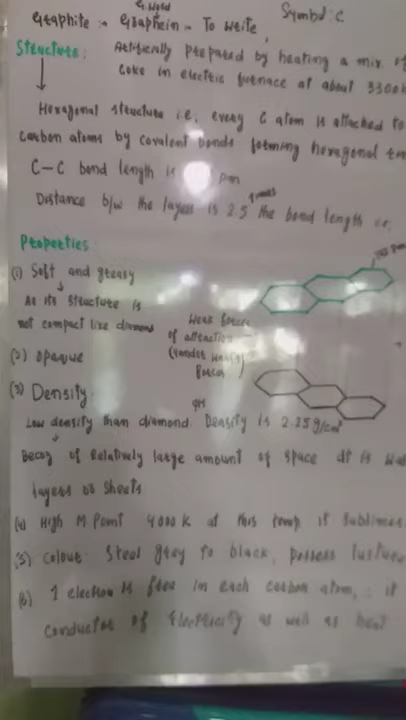 G. Word
Graphite :- Graphein - To write,
Symbol: C
Structure: Artificially prepared by heating a mix of
coke in electric furnace at about 3300k
Hexagonal structure i.e. every C atom is attached to
carbon atoms by covalent bonds forming hexagonal
C-C bond length is pm
Distance b/w the layers is 2.5 times the bond length i.e.
Properties:
(1) Soft and greasy
As its structure is
not compact like diamond
Weak forces
of attraction
(vander waal's
forces)
(2) Opaque
(3) Density
Low density than diamond. Density is 2.25g/cm³
Becoz of Relatively large amount of space
layers or sheets
(4) High M Point 4000 K at this temp it sublimes
(5) Colour: Steel grey to black, possess lusture
(6) 1 electron is free in each carbon atom, ∴ it
conductor of Electricity as well as heat